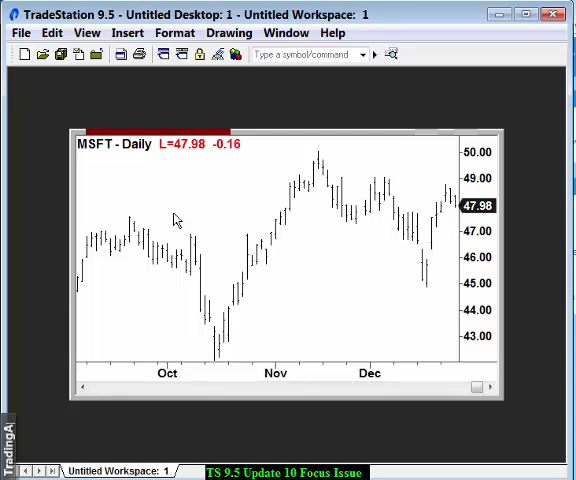 TradeStation 9.5 - Untitled Desktop: 1 - Untitled Workspace: 1
File Edit View Insert Format Drawing Window Help
Type a symbol/command
MSFT - Daily L=47.98 -0.16
50.00
49.00
47.98
47.00
46.00
45.00
44.00
43.00
Oct Nov Dec
TradingA
Untitled Workspace: 1
TS 9.5 Update 10 Focus Issue